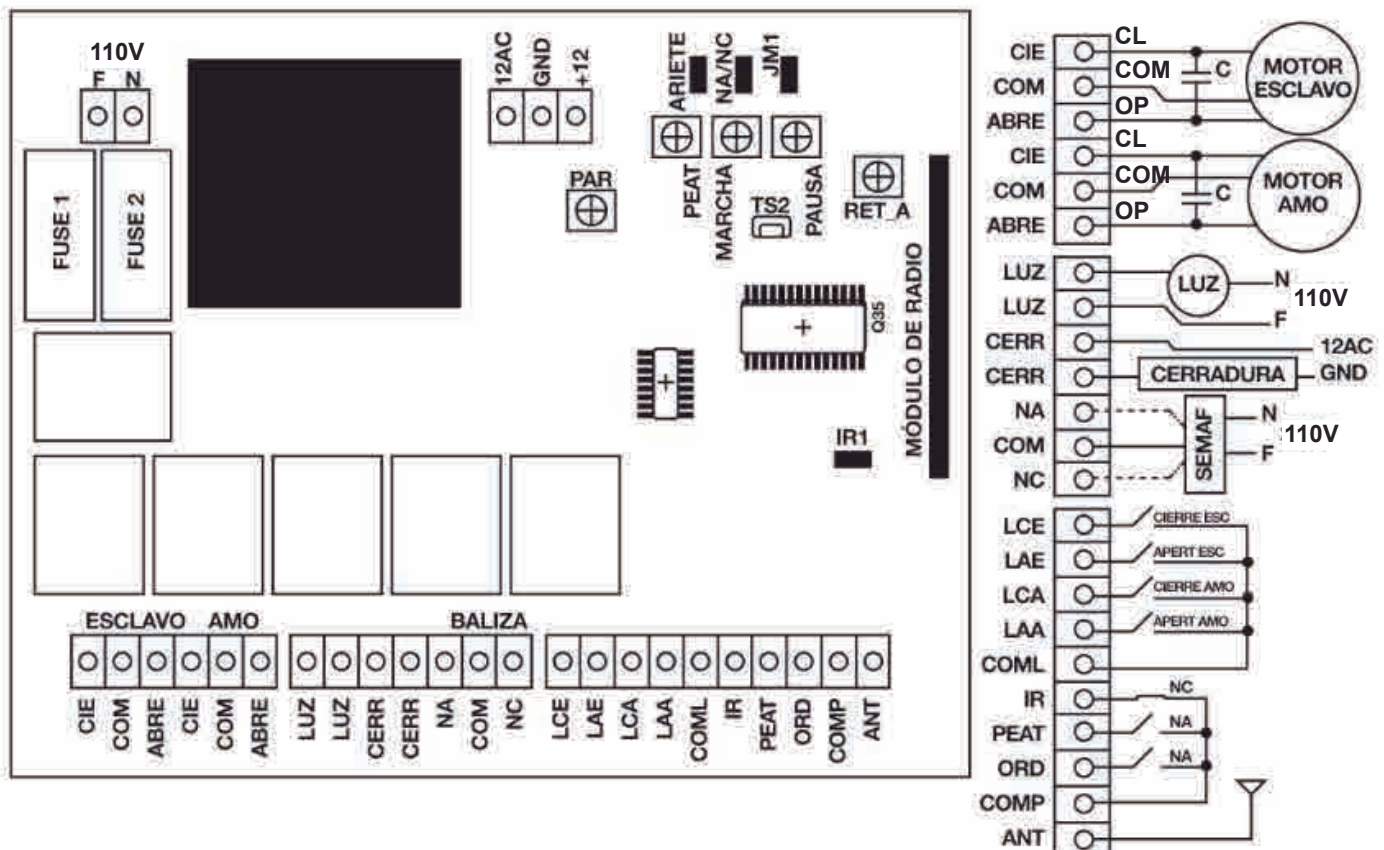 110V
F N
FUSE 1
FUSE 2
12AC
GND
+12
PAR
ARIETE
NA/NC
JM1
PEAT
MARCHA
TS2
PAUSA
RET_A
Q35
MÓDULO DE RADIO
IR1
ESCLAVO AMO
BALIZA
CIE
COM
ABRE
CIE
COM
ABRE
LUZ
LUZ
CERR
CERR
NA
COM
NC
LCE
LAE
LCA
LAA
COML
IR
PEAT
ORD
COMP
ANT
CIE CL
COM COM C
ABRE OP
MOTOR
ESCLAVO
CIE CL
COM COM C
ABRE OP
MOTOR
AMO
LUZ LUZ N
110V
LUZ F
CERR 12AC
CERR CERRADURA GND
NA N
COM SEMAF 110V
NC F
LCE CIERRE ESC
LAE APERT ESC
LCA CIERRE AMO
LAA APERT AMO
COML
IR NC
PEAT NA
ORD NA
COMP
ANT